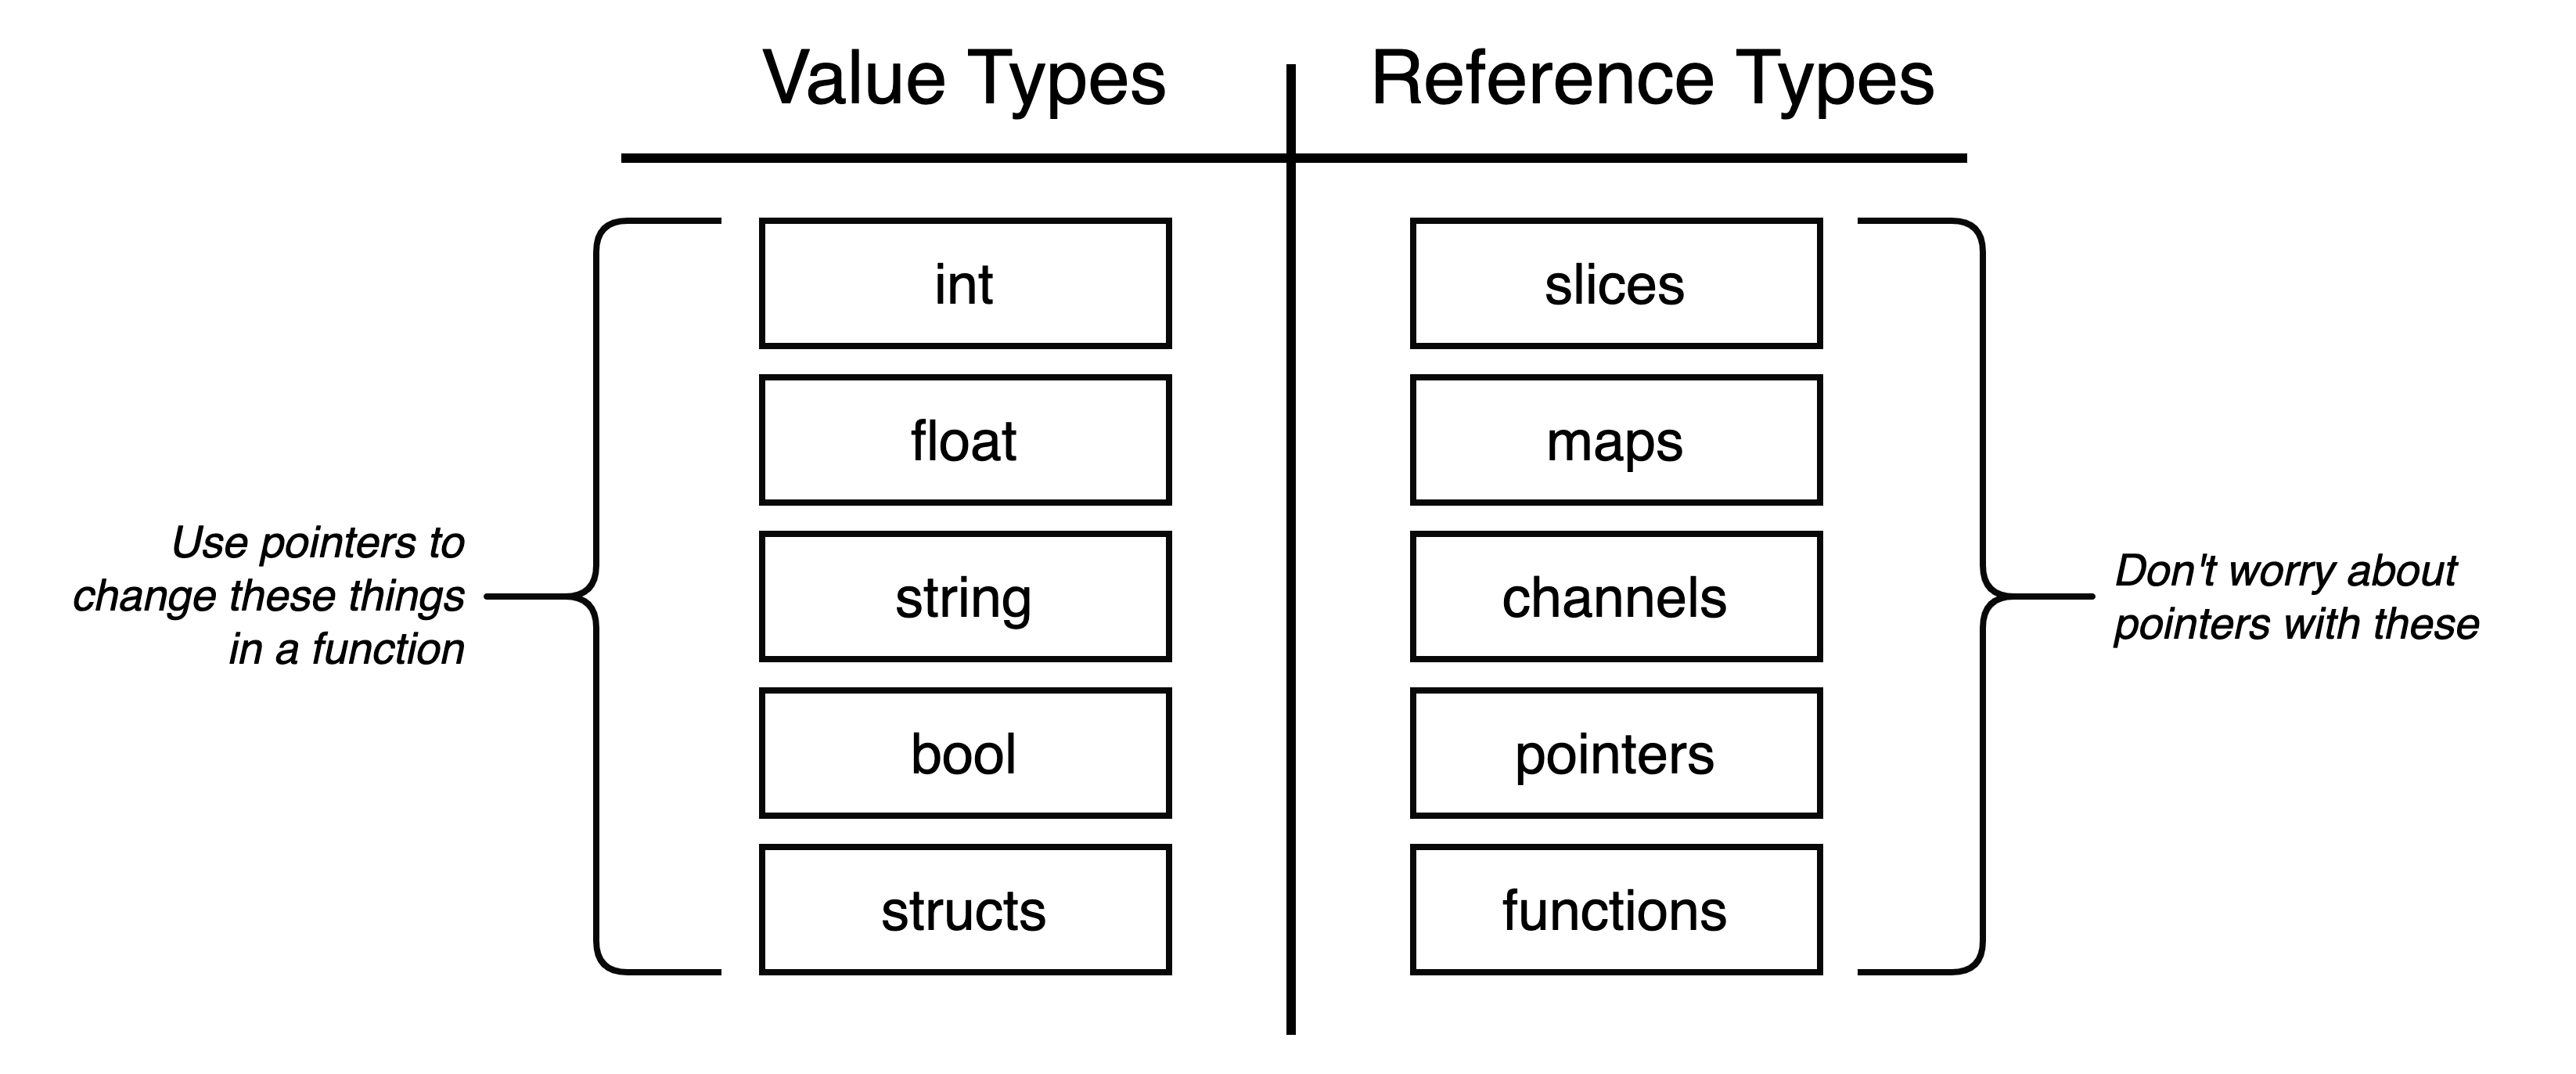 Value Types
Reference Types
int
float
string
bool
structs
slices
maps
channels
pointers
functions
Use pointers to
change these things
in a function
Don't worry about
pointers with these